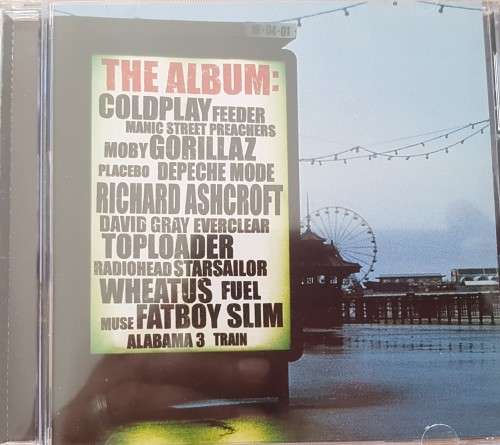 THE ALBUM:
COLDPLAY FEEDER
MANIC STREET PREACHERS
MOBY GORILLAZ
PLACEBO DEPECHE MODE
RICHARD ASHCROFT
DAVID GRAY EVERCLEAR
TOPLOADER
RADIOHEAD STARSAILOR
WHEATUS FUEL
MUSE FATBOY SLIM
ALABAMA 3 TRAIN